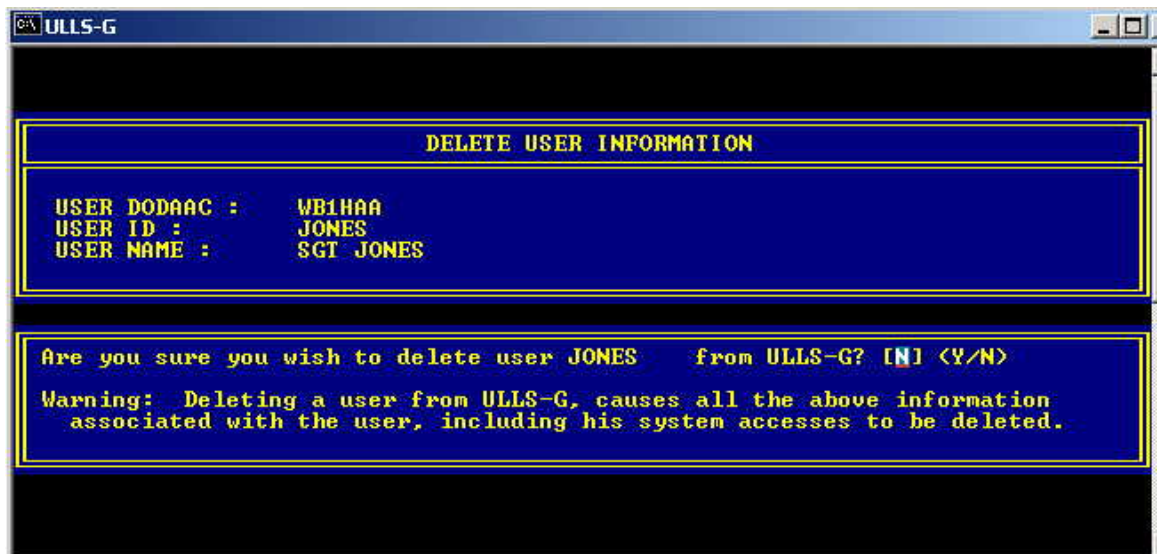 ULLS-G
DELETE USER INFORMATION
USER DODAAC : WB1HAA
USER ID : JONES
USER NAME : SGT JONES
Are you sure you wish to delete user JONES from ULLS-G? [N] (Y/N)
Warning: Deleting a user from ULLS-G, causes all the above information
associated with the user, including his system accesses to be deleted.